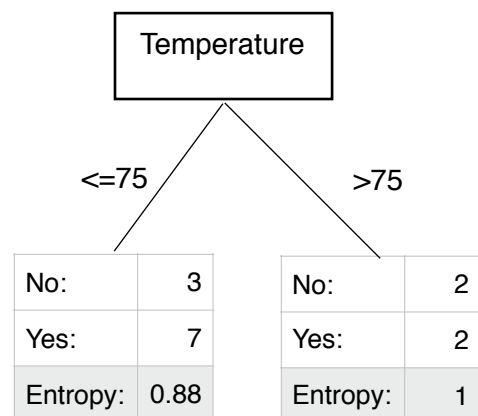 Temperature
<=75
>75
No: 3
Yes: 7
Entropy: 0.88
No: 2
Yes: 2
Entropy: 1